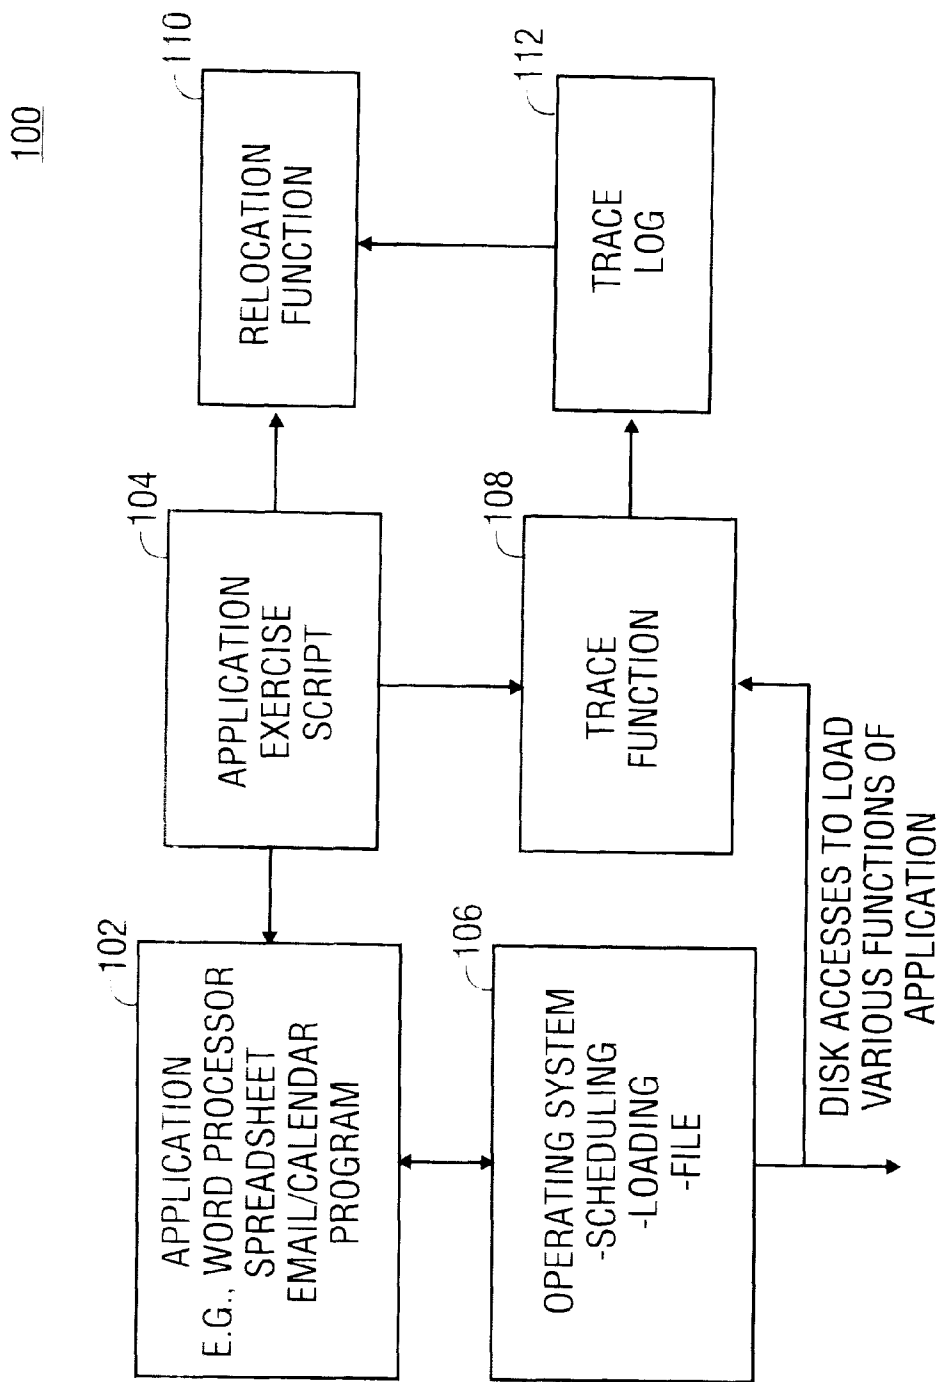 100
102
APPLICATION
E.G., WORD PROCESSOR
SPREADSHEET
EMAIL/CALENDAR
PROGRAM
104
APPLICATION
EXERCISE
SCRIPT
110
RELOCATION
FUNCTION
106
OPERATING SYSTEM
-SCHEDULING
-LOADING
-FILE
108
TRACE
FUNCTION
112
TRACE
LOG
DISK ACCESSES TO LOAD
VARIOUS FUNCTIONS OF
APPLICATION